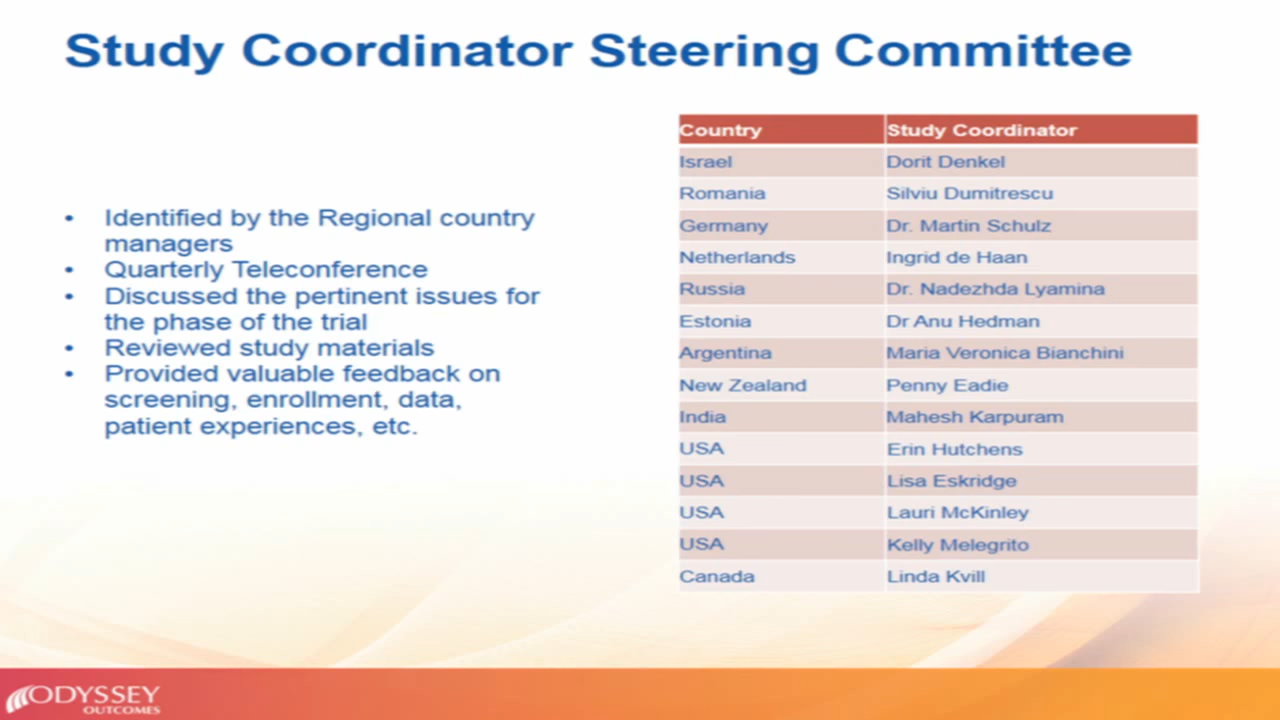 Study Coordinator Steering Committee
• Identified by the Regional country
managers
• Quarterly Teleconference
• Discussed the pertinent issues for
the phase of the trial
• Reviewed study materials
• Provided valuable feedback on
screening, enrollment, data,
patient experiences, etc.
Country Study Coordinator
Israel Dorit Denkel
Romania Silviu Dumitrescu
Germany Dr. Martin Schulz
Netherlands Ingrid de Haan
Russia Dr. Nadezhda Lyamina
Estonia Dr Anu Hedman
Argentina Maria Veronica Bianchini
New Zealand Penny Eadie
India Mahesh Karpuram
USA Erin Hutchens
USA Lisa Eskridge
USA Lauri McKinley
USA Kelly Melegrito
Canada Linda Kvill
ODYSSEY
OUTCOMES